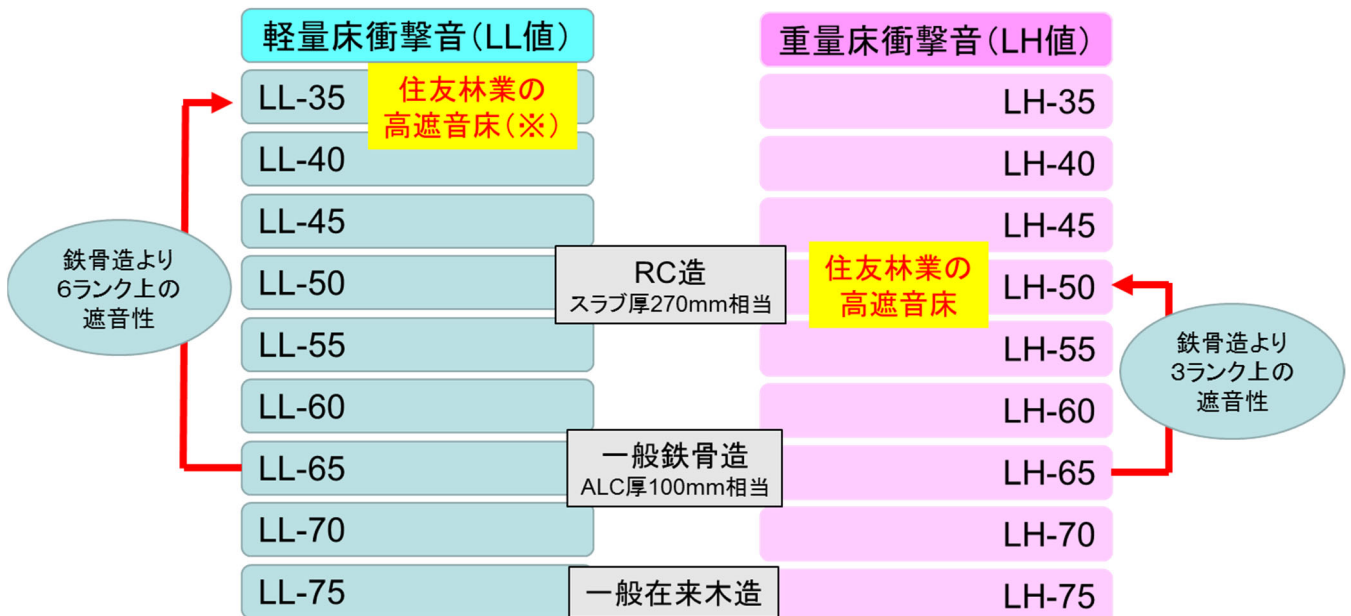 軽量床衝撃音(LL値)
LL-35
住友林業の
高遮音床(※)
LL-40
LL-45
LL-50
LL-55
LL-60
LL-65
LL-70
LL-75
鉄骨造より
6ランク上の
遮音性
RC造
スラブ厚270mm相当
一般鉄骨造
ALC厚100mm相当
一般在来木造
重量床衝撃音(LH値)
LH-35
LH-40
LH-45
住友林業の
高遮音床
LH-50
LH-55
LH-60
LH-65
LH-70
LH-75
鉄骨造より
3ランク上の
遮音性